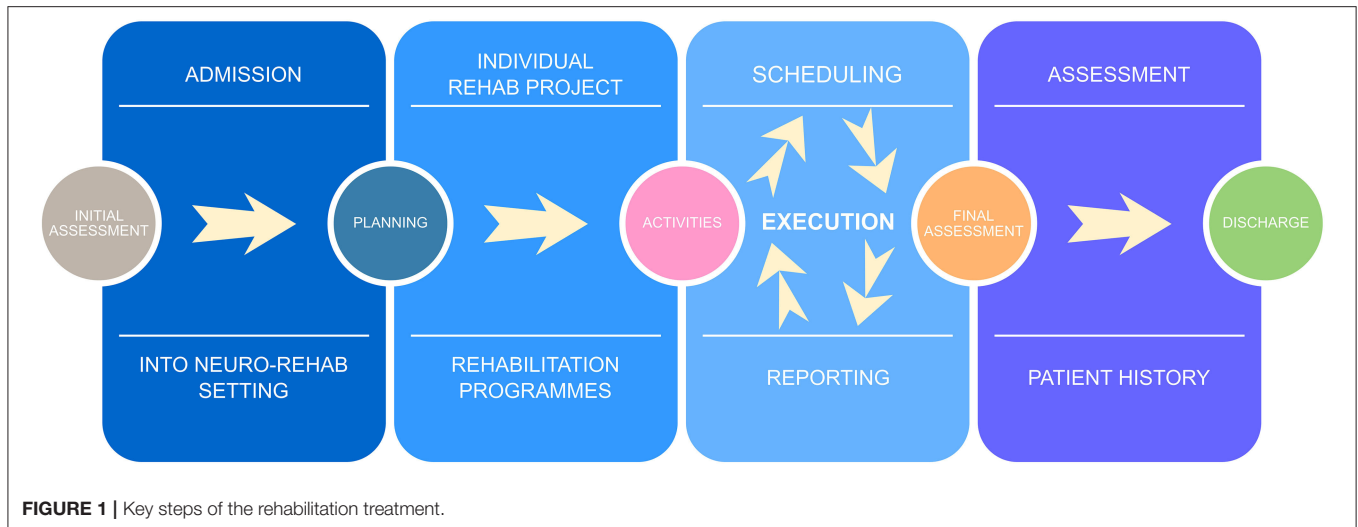 ADMISSION
INITIAL
ASSESSMENT
INTO NEURO-REHAB
SETTING
PLANNING
INDIVIDUAL
REHAB PROJECT
REHABILITATION
PROGRAMMES
ACTIVITIES
SCHEDULING
EXECUTION
REPORTING
FINAL
ASSESSMENT
ASSESSMENT
PATIENT HISTORY
DISCHARGE
FIGURE 1 | Key steps of the rehabilitation treatment.